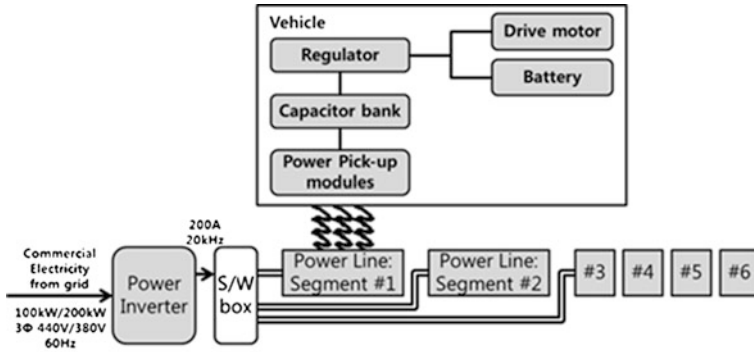 Vehicle
Regulator
Drive motor
Battery
Capacitor bank
Power Pick-up
modules
200A
20kHz
Commercial
Electricity
from grid
100kW/200kW
3Φ 440V/380V
60Hz
Power
Inverter
S/W
box
Power Line:
Segment #1
Power Line:
Segment #2
#3
#4
#5
#6